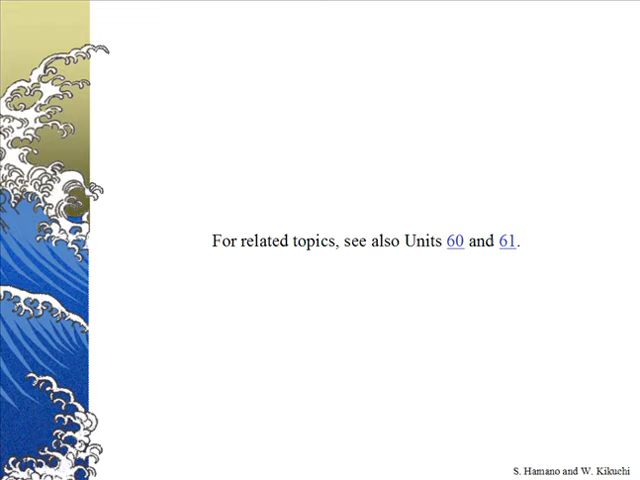 For related topics, see also Units 60 and 61.
S. Hamano and W. Kikuchi